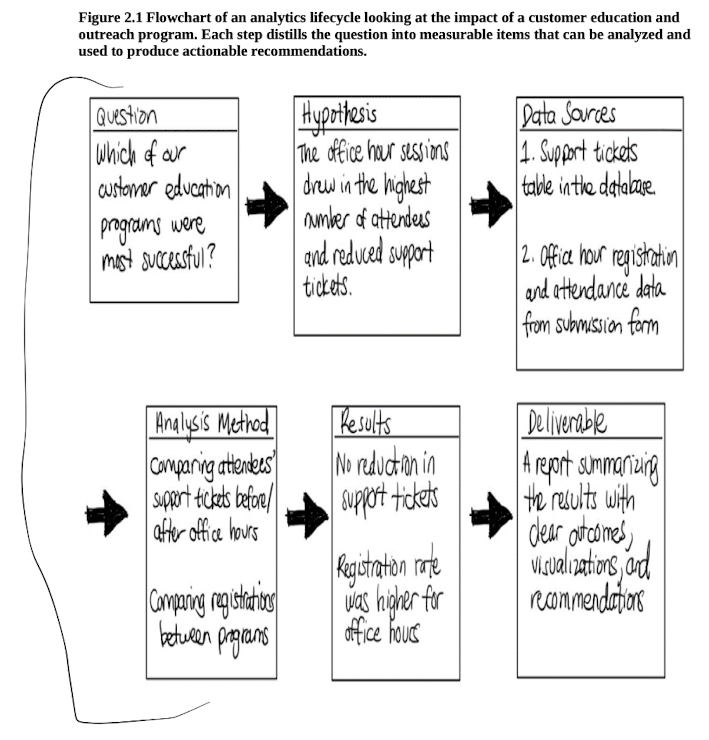 Figure 2.1 Flowchart of an analytics lifecycle looking at the impact of a customer education and
outreach program. Each step distills the question into measurable items that can be analyzed and
used to produce actionable recommendations.
Question
Which of our
customer education
programs were
most successful?
Hypothesis
The office hour sessions
drew in the highest
number of attendees
and reduced support
tickets.
Data Sources
1. Support tickets
table in the database.
2. Office hour registration
and attendance data
from submission form
Analysis Method
Comparing attendees'
support tickets before/
after office hours
Comparing registrations
between programs
Results
No reduction in
support tickets
Registration rate
was higher for
office hours
Deliverable
A report summarizing
the results with
clear outcomes,
visualizations, and
recommendations